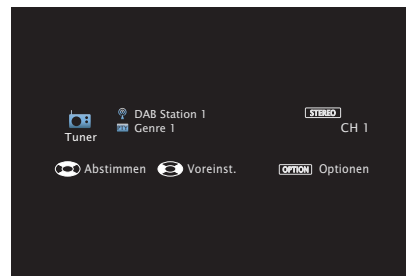 DAB Station 1
Genre 1
Tuner
STEREO
CH 1
Abstimmen
Voreinst.
OPTION Optionen